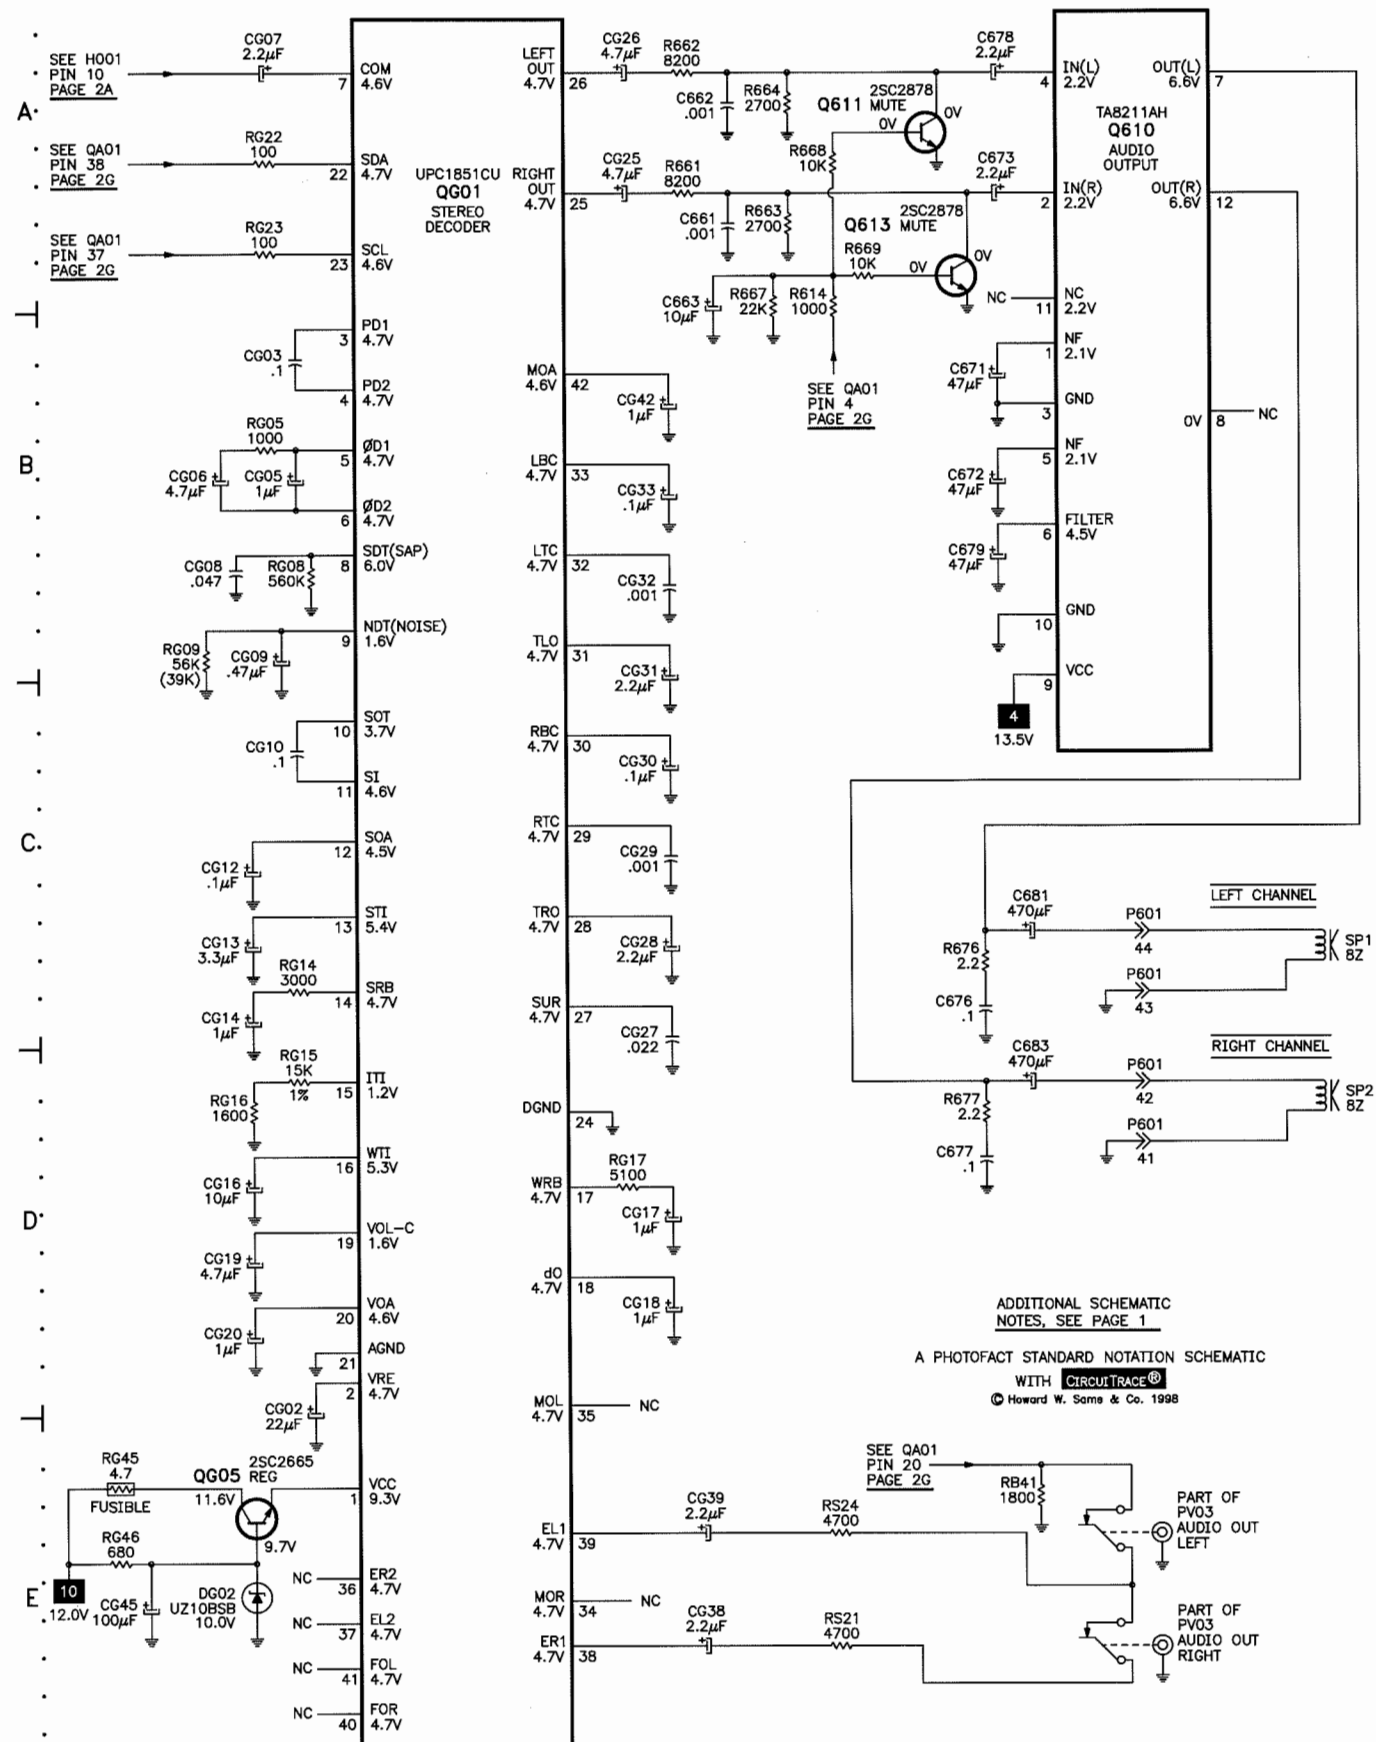 A
SEE H001
PIN 10
PAGE 2A
CG07
2.2µF
7
COM
4.6V
SEE QA01
PIN 38
PAGE 2G
RG22
100
22
SDA
4.7V
SEE QA01
PIN 37
PAGE 2G
RG23
100
23
SCL
4.6V
CG03
.1
3
PD1
4.7V
4
PD2
4.7V
B
RG05
1000
CG06
4.7µF
CG05
1µF
5
ØD1
4.7V
6
ØD2
4.7V
CG08
.047
RG08
560K
8
SDT(SAP)
6.0V
RG09
56K
(39K)
CG09
.47µF
9
NDT(NOISE)
1.6V
CG10
.1
10
SOT
3.7V
11
SI
4.6V
C
CG12
.1µF
12
SOA
4.5V
CG13
3.3µF
13
STI
5.4V
RG14
3000
CG14
1µF
14
SRB
4.7V
RG15
15K
1%
RG16
1600
15
ITI
1.2V
CG16
10µF
16
WTI
5.3V
D
CG19
4.7µF
19
VOL-C
1.6V
CG20
1µF
20
VOA
4.6V
21
AGND
CG02
22µF
2
VRE
4.7V
RG45
4.7
FUSIBLE
QG05
2SC2665
REG
11.6V
9.7V
1
VCC
9.3V
RG46
680
E
10
12.0V
CG45
100µF
DG02
UZ10BSB
10.0V
NC
36
ER2
4.7V
NC
37
EL2
4.7V
NC
41
FOL
4.7V
NC
40
FOR
4.7V
UPC1851CU
QG01
STEREO
DECODER
LEFT
OUT
4.7V
26
CG26
4.7µF
R662
8200
C662
.001
R664
2700
Q611
2SC2878
MUTE
0V
0V
C678
2.2µF
RIGHT
OUT
4.7V
25
CG25
4.7µF
R661
8200
C661
.001
R663
2700
R668
10K
Q613
2SC2878
MUTE
0V
0V
C673
2.2µF
R669
10K
C663
10µF
R667
22K
R614
1000
SEE QA01
PIN 4
PAGE 2G
MOA
4.6V
42
CG42
1µF
LBC
4.7V
33
CG33
.1µF
LTC
4.7V
32
CG32
.001
TLO
4.7V
31
CG31
2.2µF
RBC
4.7V
30
CG30
.1µF
RTC
4.7V
29
CG29
.001
TRO
4.7V
28
CG28
2.2µF
SUR
4.7V
27
CG27
.022
DGND
24
WRB
4.7V
17
RG17
5100
CG17
1µF
dO
4.7V
18
CG18
1µF
MOL
4.7V
35
NC
EL1
4.7V
39
CG39
2.2µF
RS24
4700
MOR
4.7V
34
NC
ER1
4.7V
38
CG38
2.2µF
RS21
4700
TA8211AH
Q610
AUDIO
OUTPUT
4
IN(L)
2.2V
OUT(L)
6.6V
7
2
IN(R)
2.2V
OUT(R)
6.6V
12
NC
11
NC
2.2V
C671
47µF
1
NF
2.1V
3
GND
0V
8
NC
C672
47µF
5
NF
2.1V
C679
47µF
6
FILTER
4.5V
10
GND
9
VCC
4
13.5V
LEFT CHANNEL
C681
470µF
P601
44
SP1
8Z
R676
2.2
P601
43
C676
.1
RIGHT CHANNEL
C683
470µF
P601
42
SP2
8Z
R677
2.2
P601
41
C677
.1
ADDITIONAL SCHEMATIC
NOTES, SEE PAGE 1
A PHOTOFACT STANDARD NOTATION SCHEMATIC
WITH CIRCUITRACE®
© Howard W. Sams & Co. 1998
SEE QA01
PIN 20
PAGE 2G
RB41
1800
PART OF
PV03
AUDIO OUT
LEFT
PART OF
PV03
AUDIO OUT
RIGHT